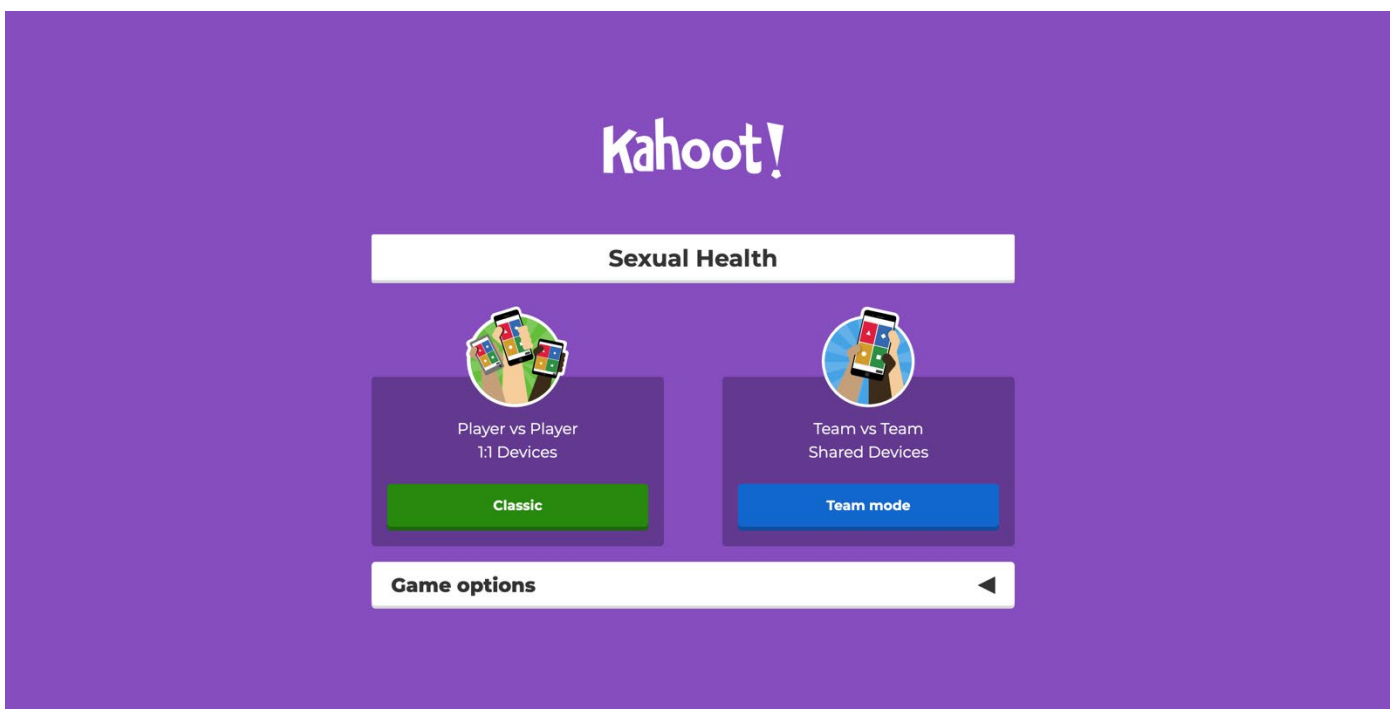 Kahoot!
Sexual Health
Player vs Player
1:1 Devices
Classic
Team vs Team
Shared Devices
Team mode
Game options